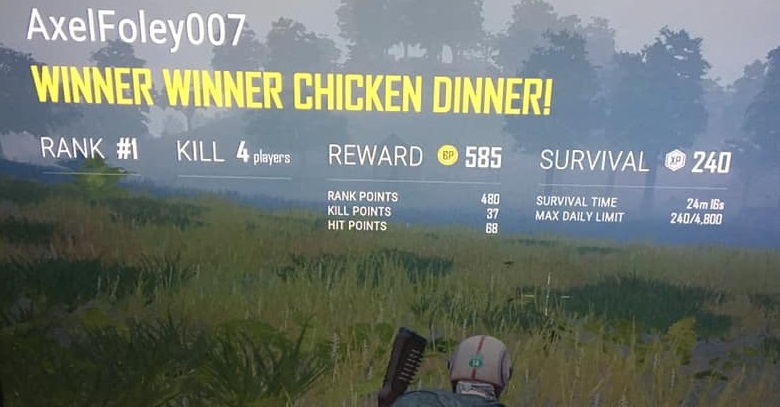 AxelFoley007
WINNER WINNER CHICKEN DINNER!
RANK #1
KILL 4 players
REWARD BP 585
SURVIVAL XP 240
RANK POINTS 480
KILL POINTS 37
HIT POINTS 68
SURVIVAL TIME 24m 16s
MAX DAILY LIMIT 240/4,800